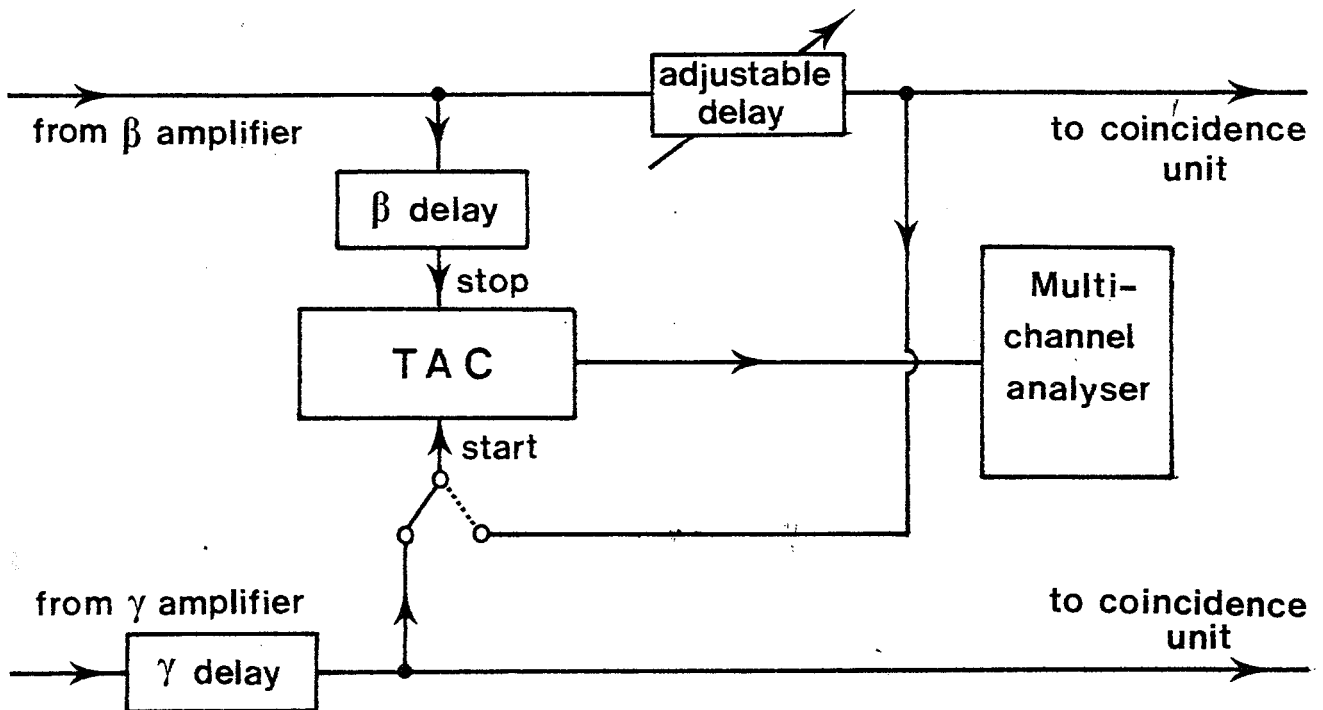 adjustable
delay
from β amplifier
to coincidence
unit
β delay
stop
TAC
Multi-
channel
analyser
start
from γ amplifier
to coincidence
unit
γ delay